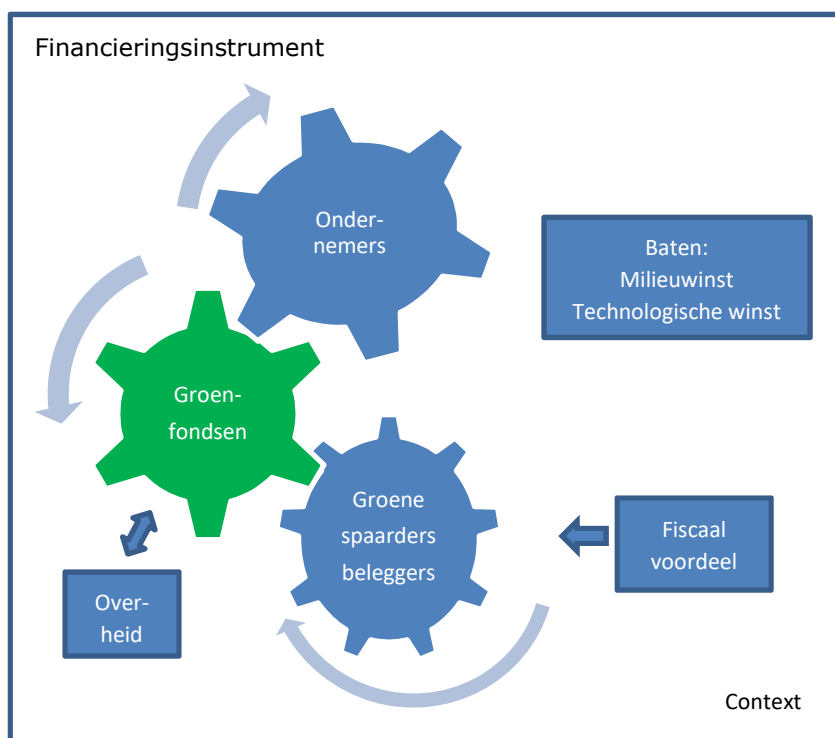 Financieringsinstrument
Onder-
nemers
Baten:
Milieuwinst
Technologische winst
Groen-
fondsen
Groene
spaarders
beleggers
Fiscaal
voordeel
Over-
heid
Context